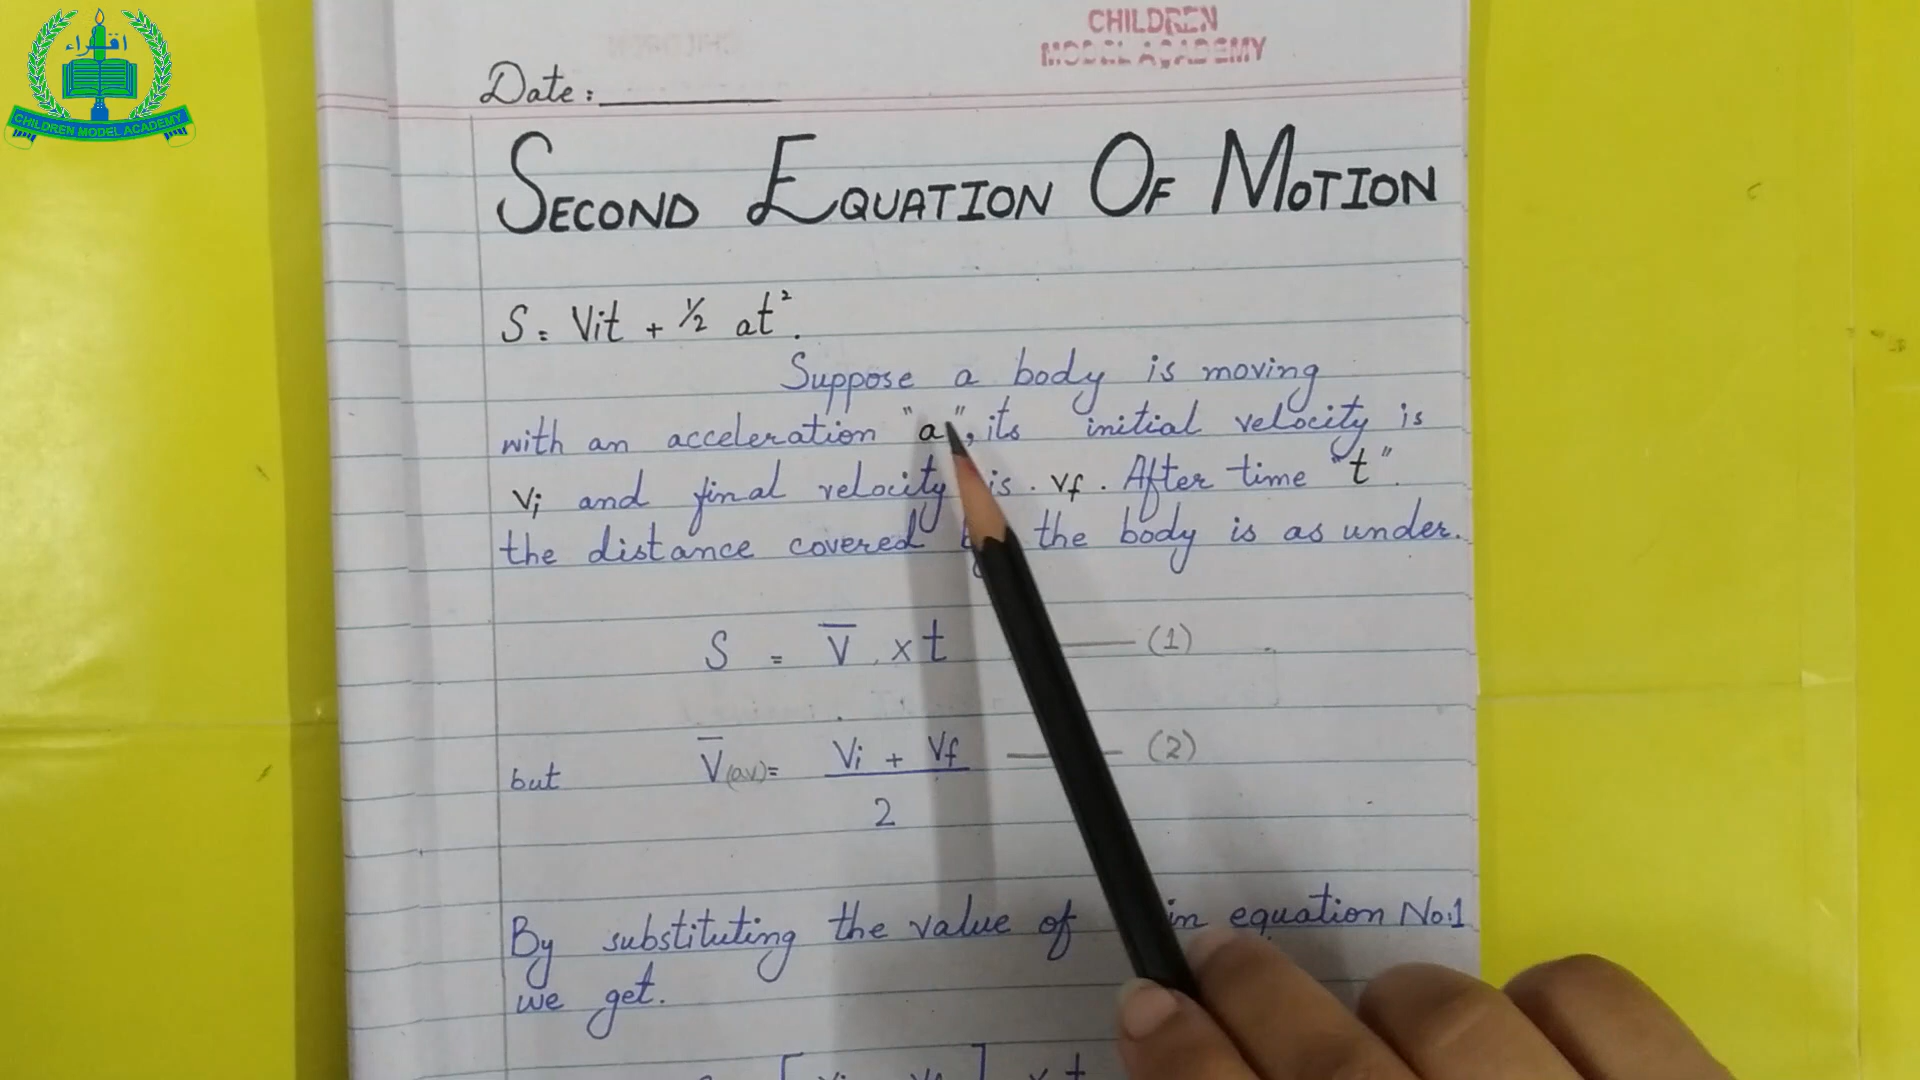 اقراء
CHILDREN MODEL ACADEMY
CHILDREN
MODEL ACADEMY
Date:
SECOND EQUATION OF MOTION
S = Vit + ½ at².
Suppose a body is moving
with an acceleration "a", its initial velocity is
Vi and final velocity is . Vf . After time "t".
the distance covered the body is as under.
S = V̅ × t (1)
but V̅(av) = Vi + Vf (2)
2
By substituting the value of in equation No:1
we get.